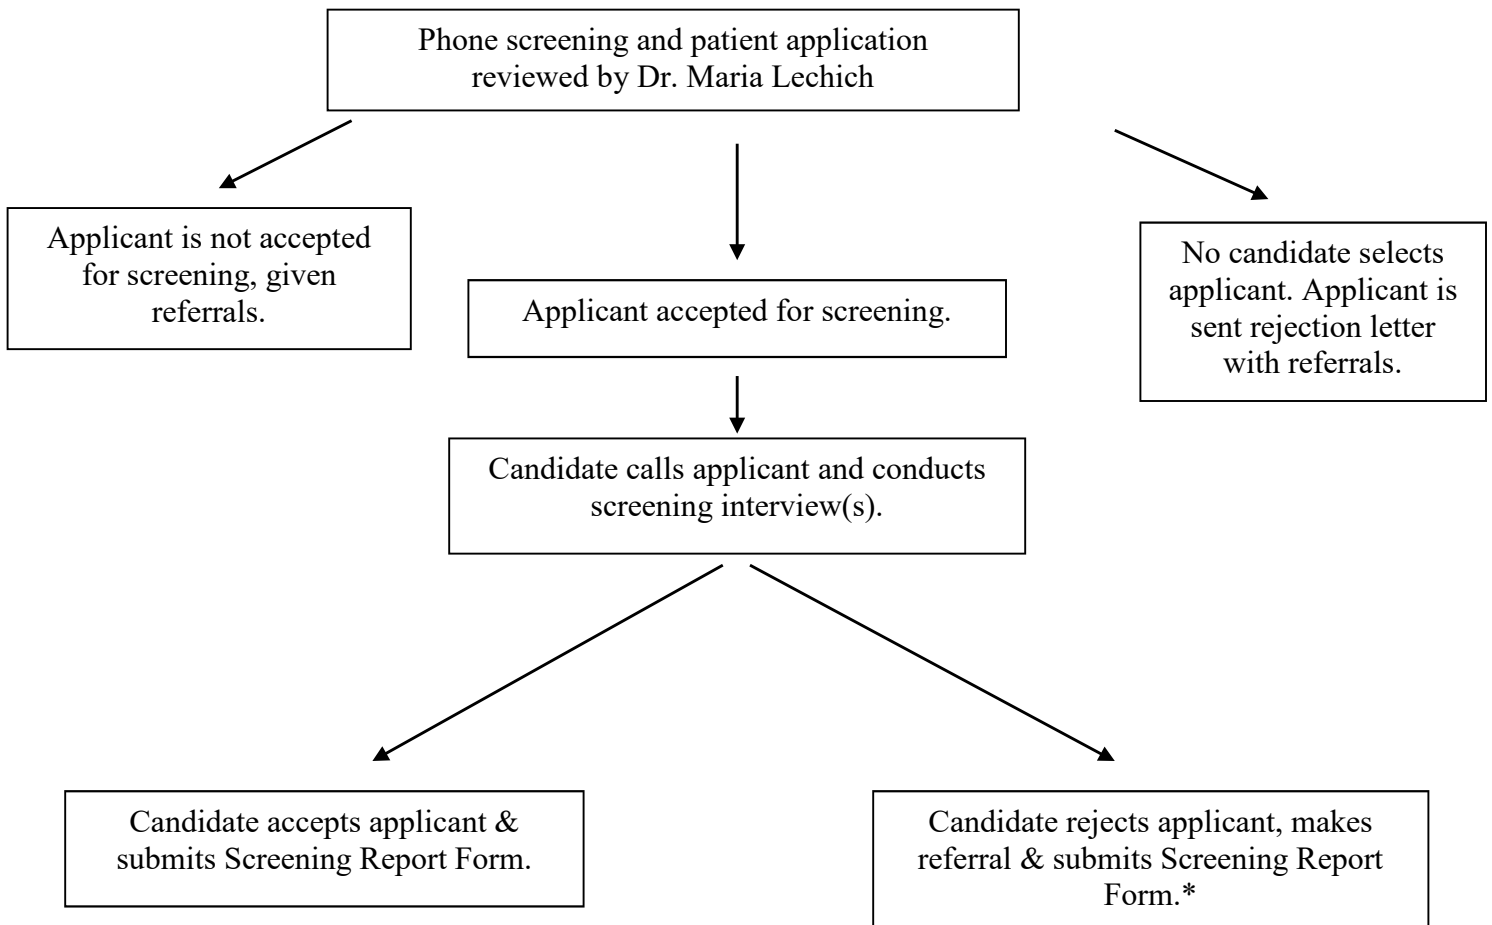 Phone screening and patient application
reviewed by Dr. Maria Lechich
Applicant is not accepted
for screening, given
referrals.
Applicant accepted for screening.
No candidate selects
applicant. Applicant is
sent rejection letter
with referrals.
Candidate calls applicant and conducts
screening interview(s).
Candidate accepts applicant &
submits Screening Report Form.
Candidate rejects applicant, makes
referral & submits Screening Report
Form.*